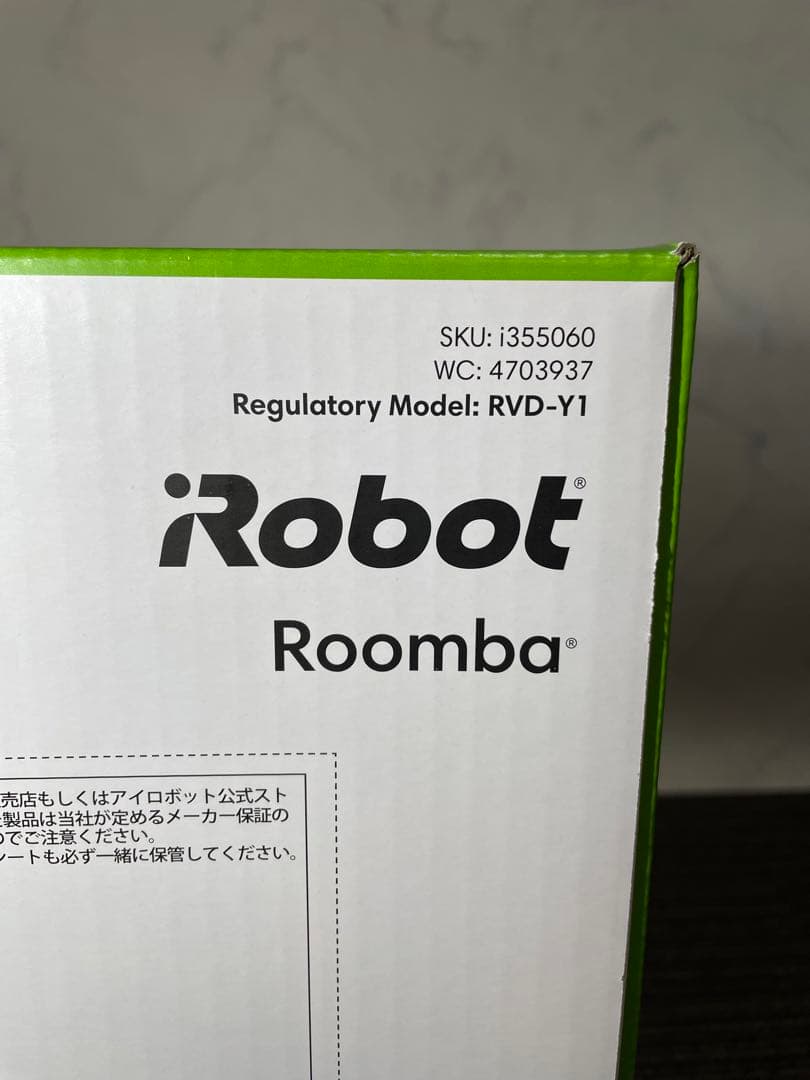 SKU: i355060
WC: 4703937
Regulatory Model: RVD-Y1
iRobot®
Roomba®
売店もしくはアイロボット公式スト
製品は当社が定めるメーカー保証の
でご注意ください。
ートも必ず一緒に保管してください。